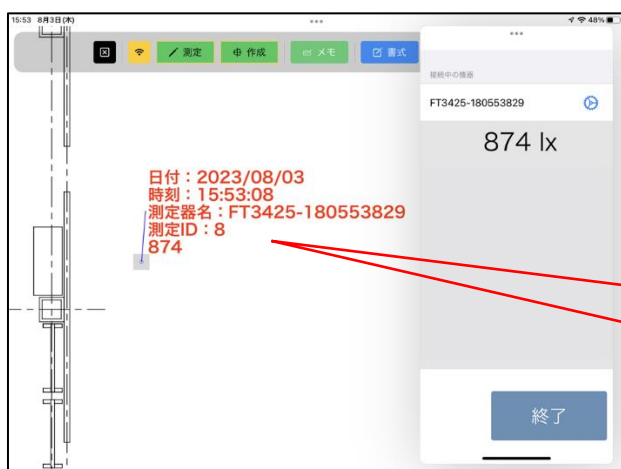 15:53 8月3日(木)
48%
測定
作成
メモ
書式
接続中の機器
FT3425-180553829
874 lx
日付：2023/08/03
時刻：15:53:08
測定器名：FT3425-180553829
測定ID：8
874
終了